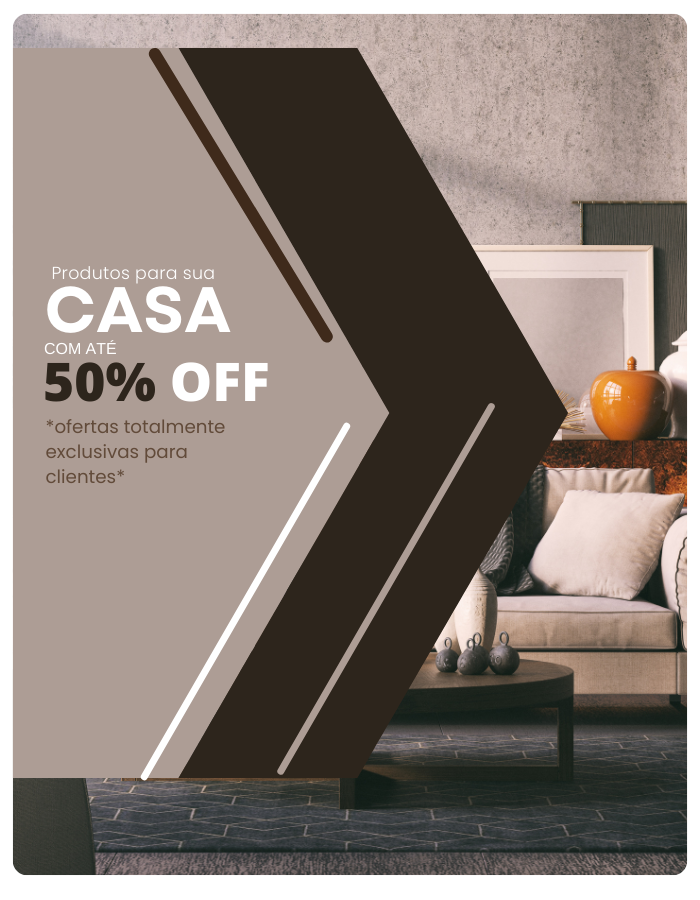 Produtos para sua
CASA
COM ATÉ
50% OFF
*ofertas totalmente
exclusivas para
clientes*